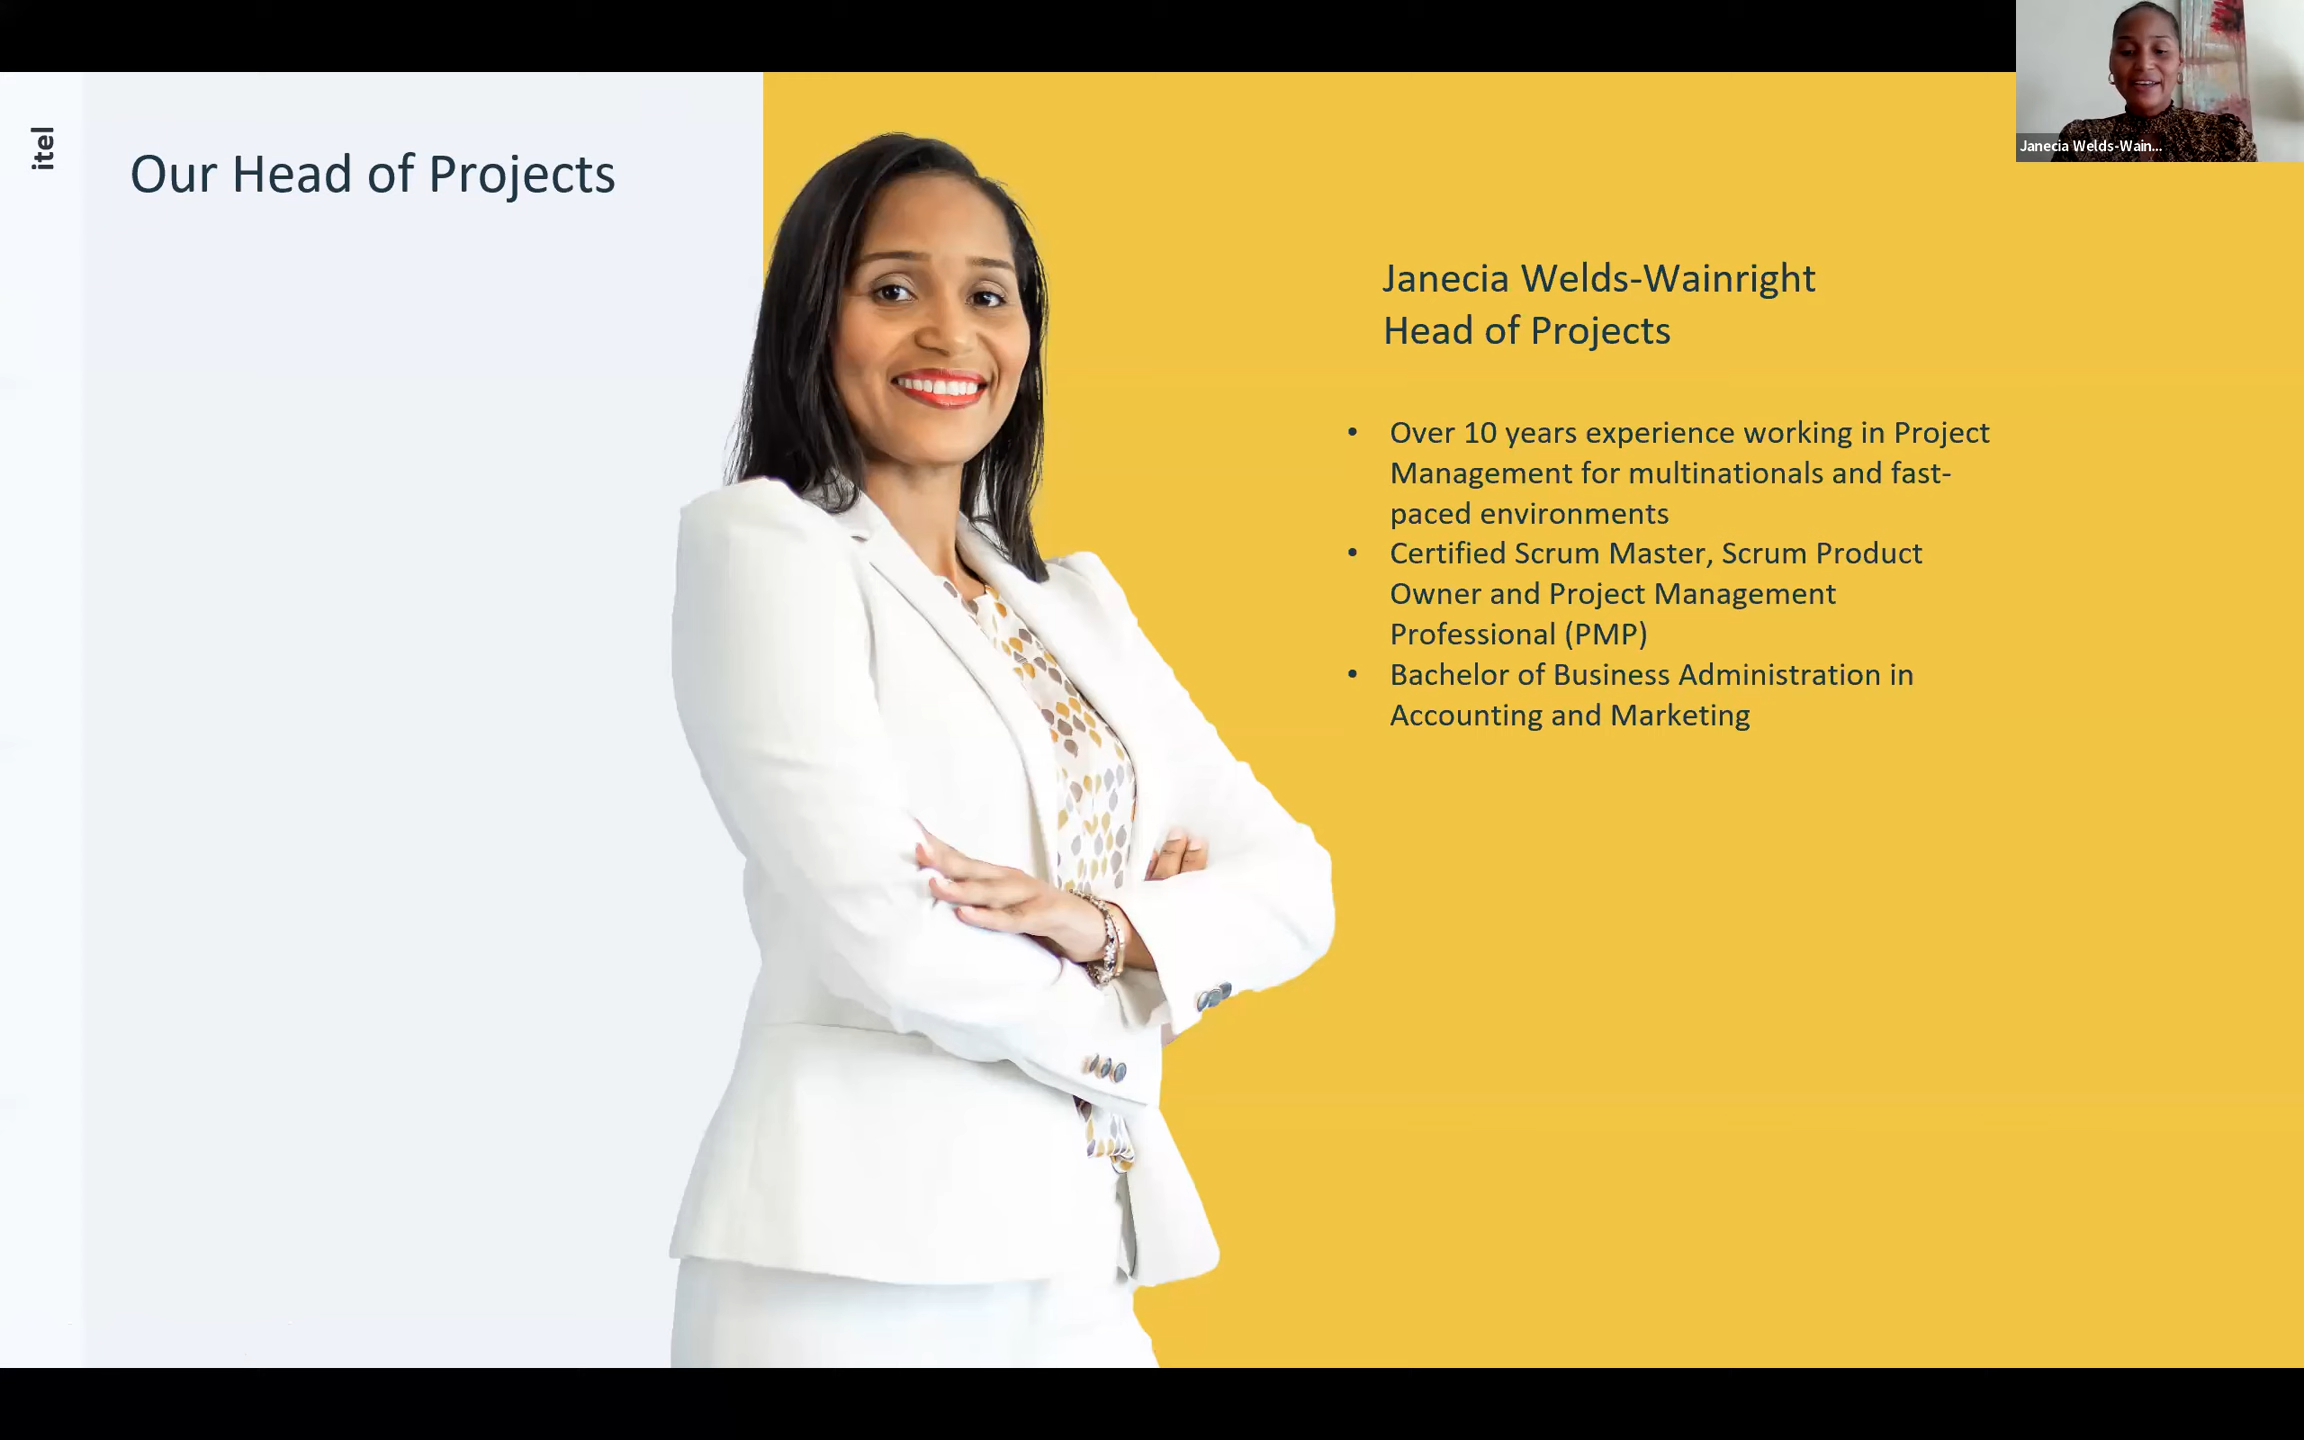 itel
Our Head of Projects
Janecia Welds-Wain...
Janecia Welds-Wainright
Head of Projects
• Over 10 years experience working in Project
Management for multinationals and fast-
paced environments
• Certified Scrum Master, Scrum Product
Owner and Project Management
Professional (PMP)
• Bachelor of Business Administration in
Accounting and Marketing